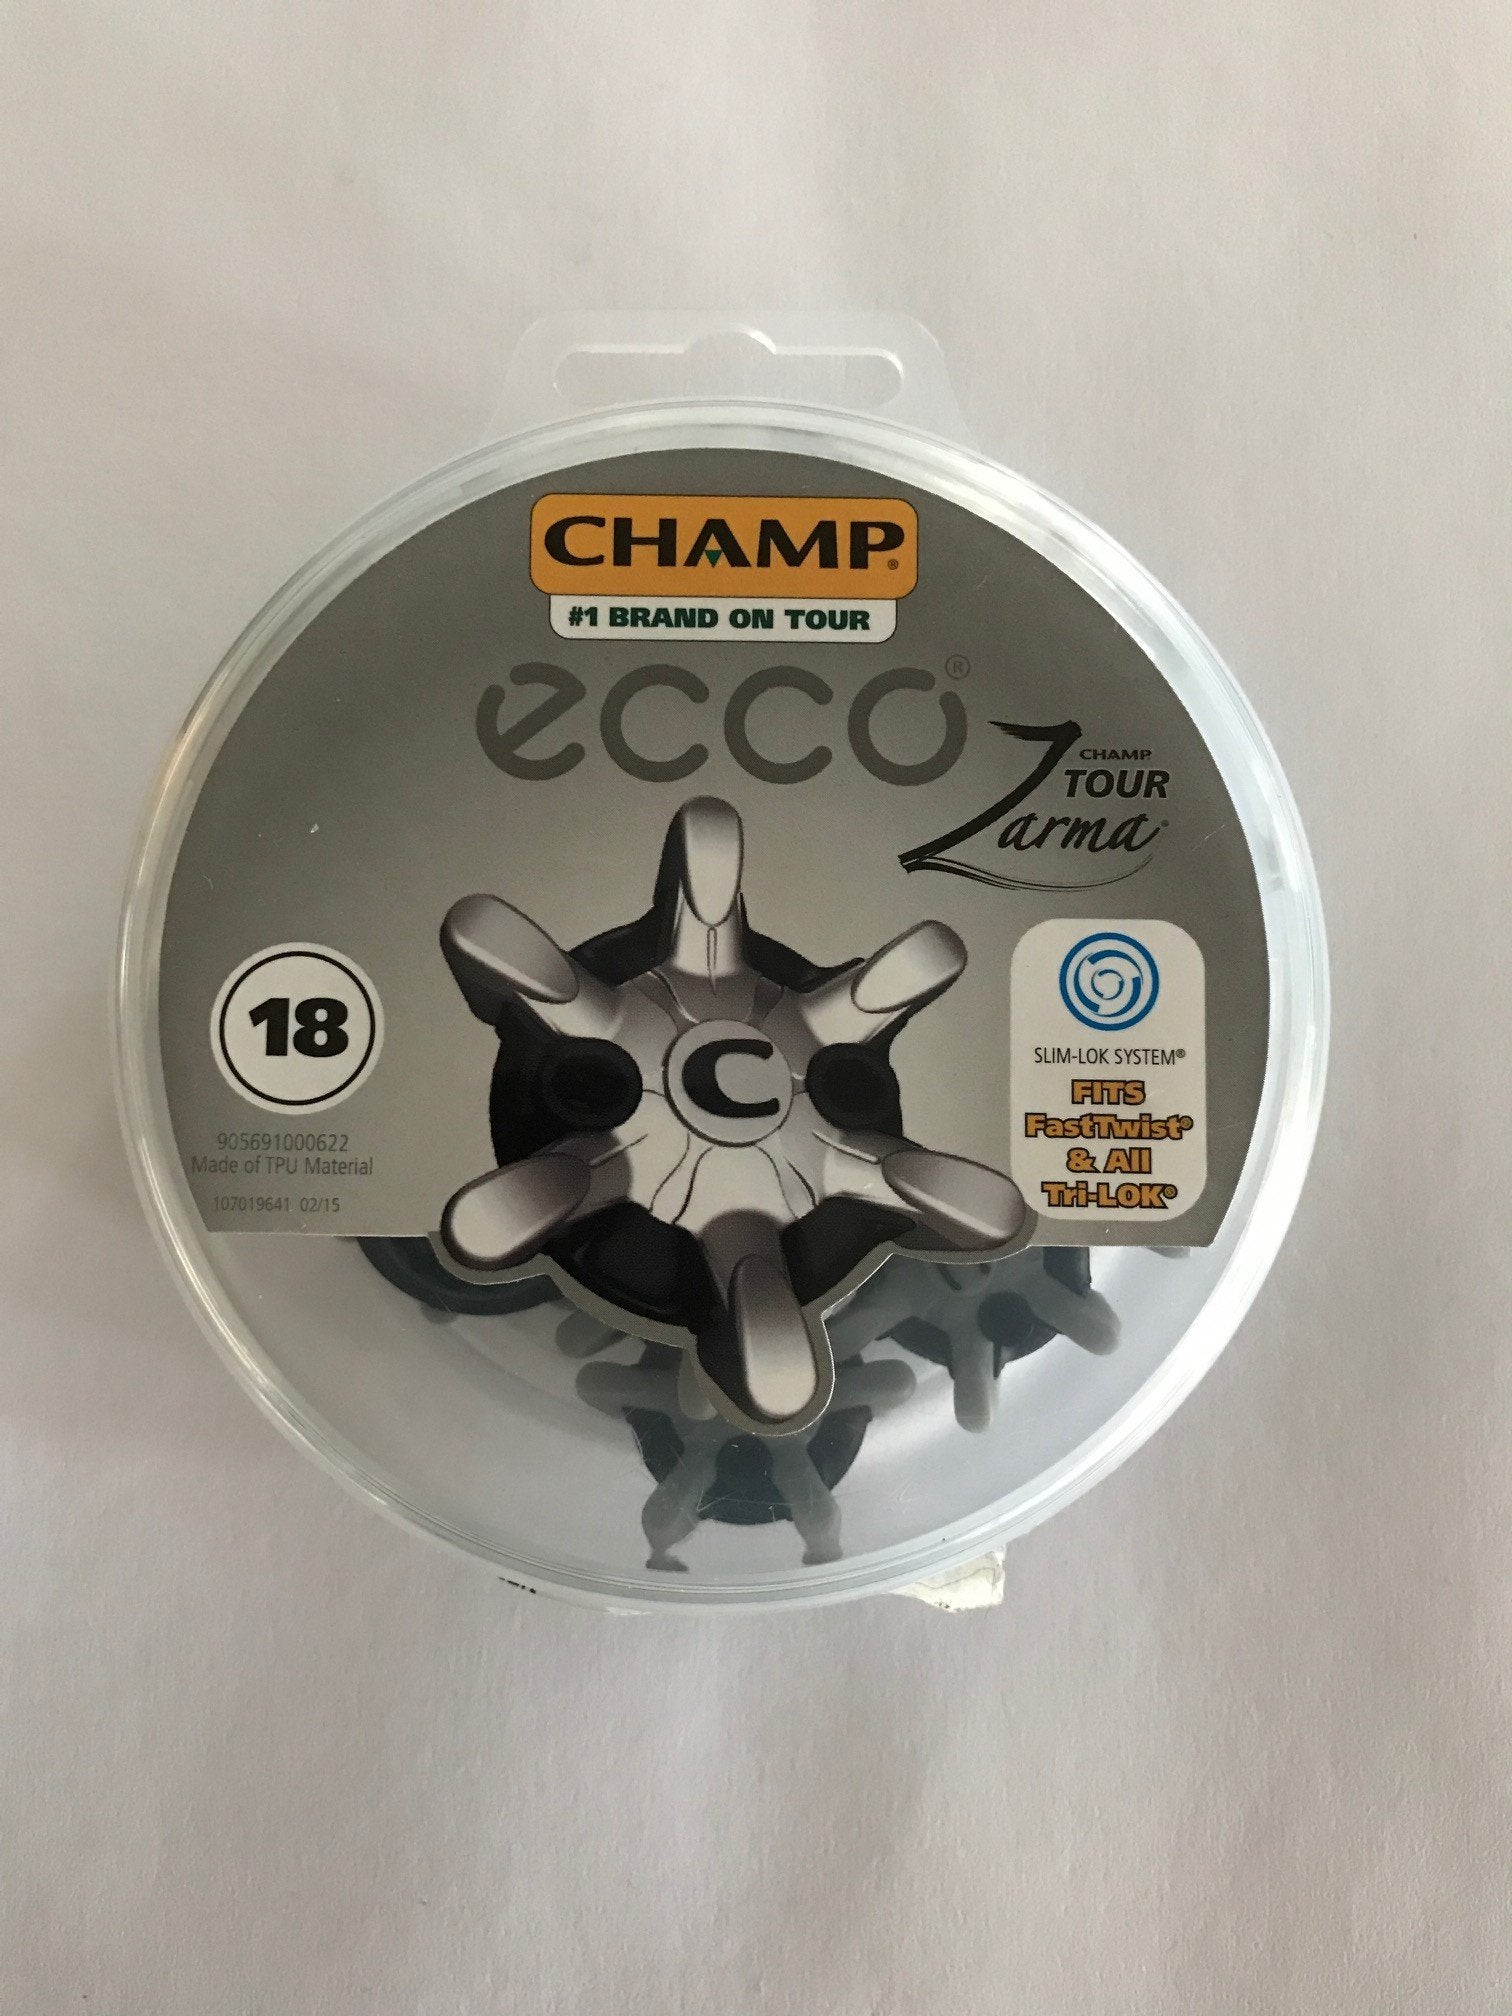 CHAMP®
#1 BRAND ON TOUR
ecco®
CHAMP
TOUR
Zarma®
18
905691000622
Made of TPU Material
107019641 02/15
C
SLIM-LOK SYSTEM®
FITS
FastTwist®
& All
Tri-LOK®